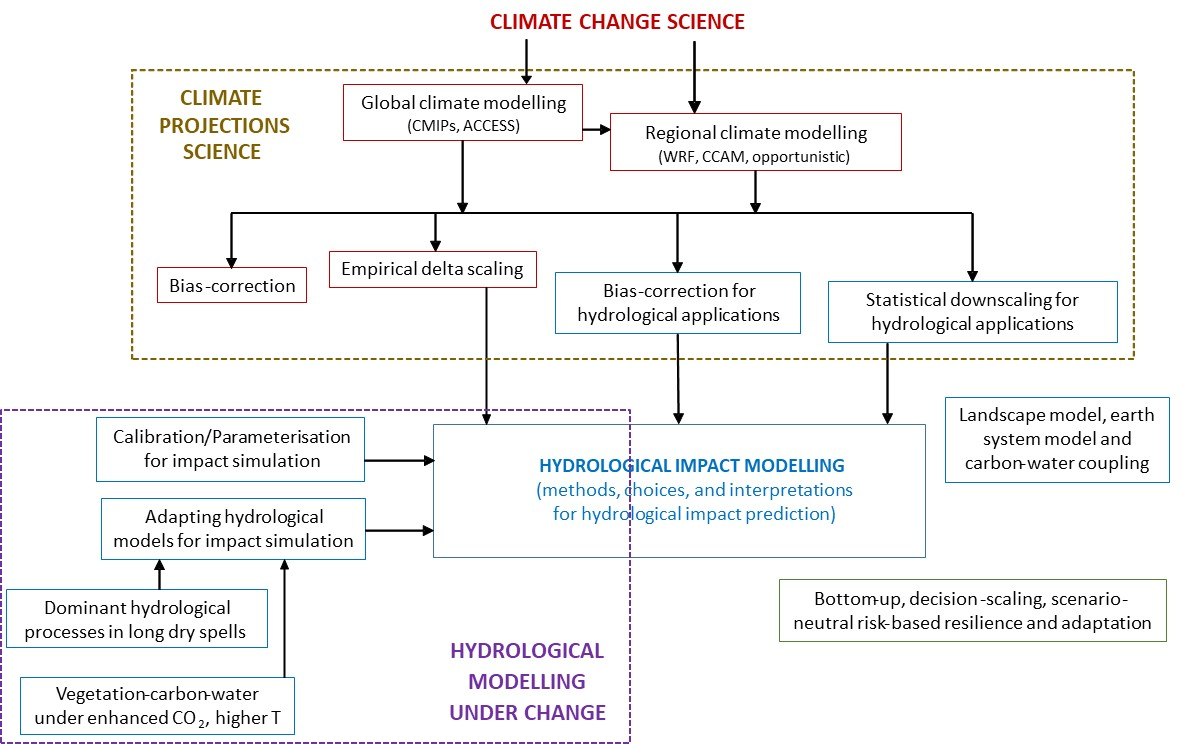 CLIMATE CHANGE SCIENCE
CLIMATE
PROJECTIONS
SCIENCE
Global climate modelling
(CMIPs, ACCESS)
Regional climate modelling
(WRF, CCAM, opportunistic)
Bias-correction
Empirical delta scaling
Bias-correction for
hydrological applications
Statistical downscaling for
hydrological applications
Calibration/Parameterisation
for impact simulation
HYDROLOGICAL IMPACT MODELLING
(methods, choices, and interpretations
for hydrological impact prediction)
Landscape model, earth
system model and
carbon-water coupling
Adapting hydrological
models for impact simulation
Dominant hydrological
processes in long dry spells
Bottom-up, decision-scaling, scenario-
neutral risk-based resilience and adaptation
Vegetation-carbon-water
under enhanced CO2, higher T
HYDROLOGICAL
MODELLING
UNDER CHANGE